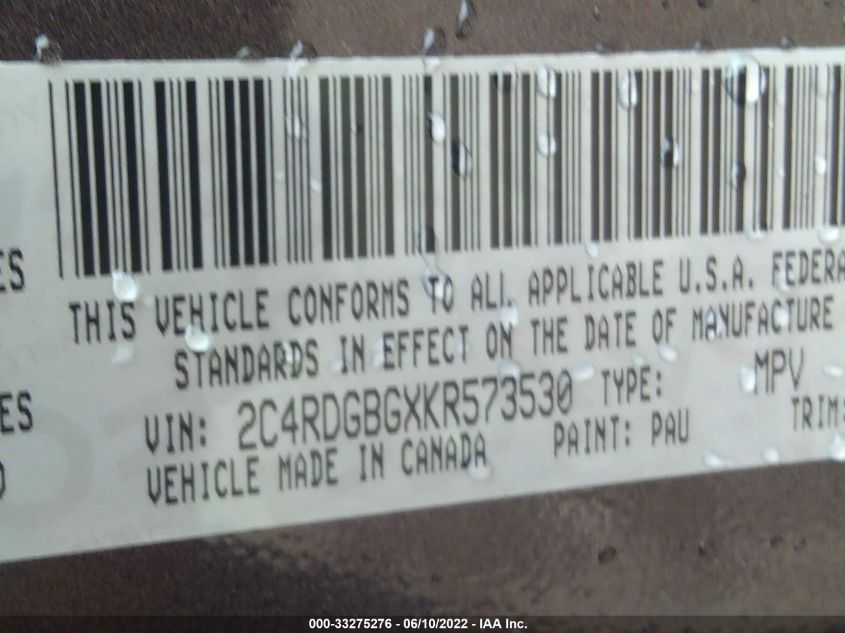 ES
THIS VEHICLE CONFORMS TO ALL APPLICABLE U.S.A. FEDERA
STANDARDS IN EFFECT ON THE DATE OF MANUFACTURE
ES
VIN: 2C4RDGBGXKR573530 TYPE: MPV
VEHICLE MADE IN CANADA PAINT: PAU TRIM:
000-33275276 - 06/10/2022 - IAA Inc.